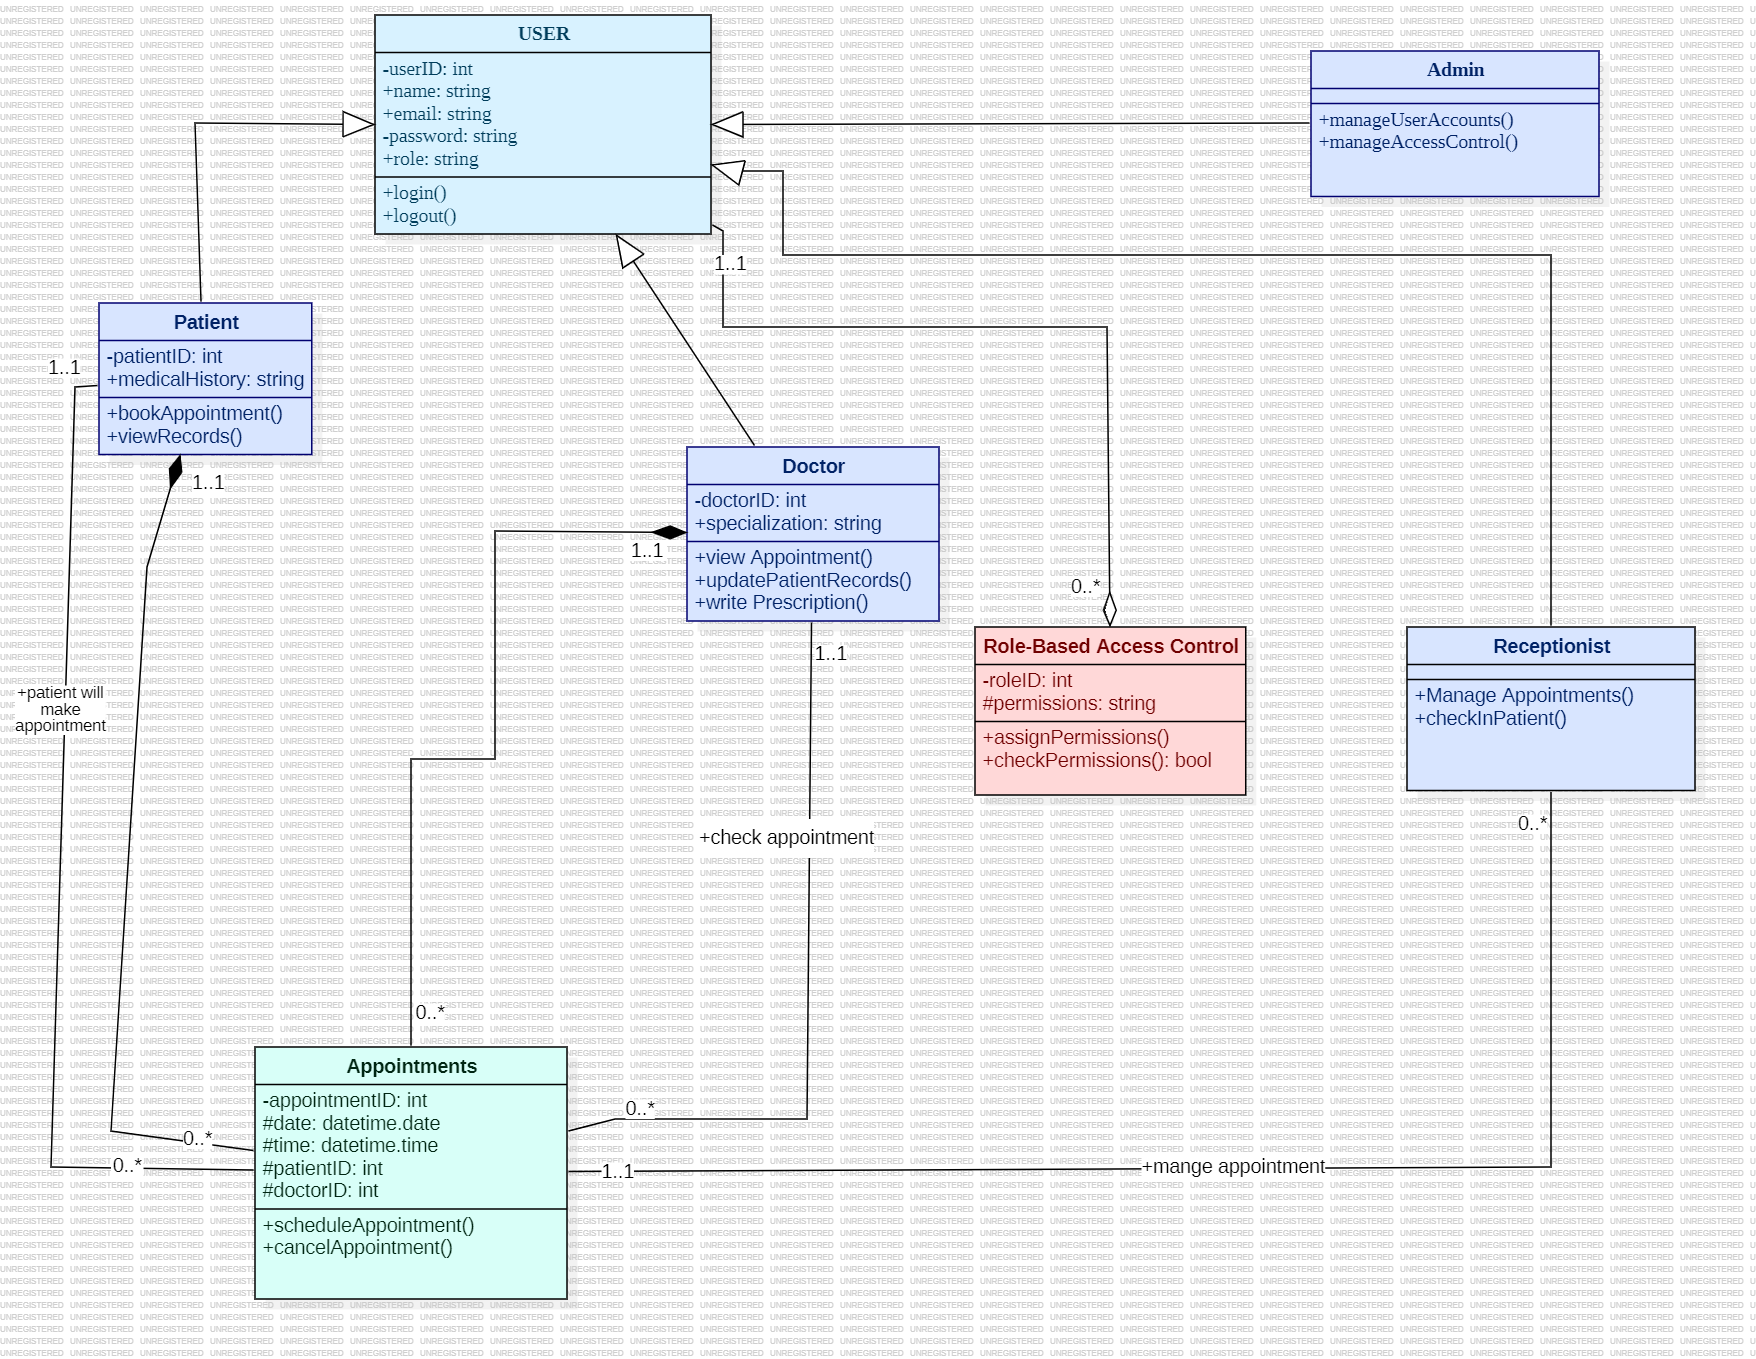 USER
-userID: int
+name: string
+email: string
-password: string
+role: string
+login()
+logout()
Admin
+manageUserAccounts()
+manageAccessControl()
1..1
Patient
-patientID: int
+medicalHistory: string
+bookAppointment()
+viewRecords()
1..1
1..1
Doctor
-doctorID: int
+specialization: string
+view Appointment()
+updatePatientRecords()
+write Prescription()
1..1
1..1
0..*
Role-Based Access Control
-roleID: int
#permissions: string
+assignPermissions()
+checkPermissions(): bool
Receptionist
+Manage Appointments()
+checkInPatient()
0..*
+patient will
make
appointment
+check appointment
0..*
Appointments
-appointmentID: int
#date: datetime.date
#time: datetime.time
#patientID: int
#doctorID: int
+scheduleAppointment()
+cancelAppointment()
0..*
0..*
0..*
1..1
+mange appointment
UNREGISTERED